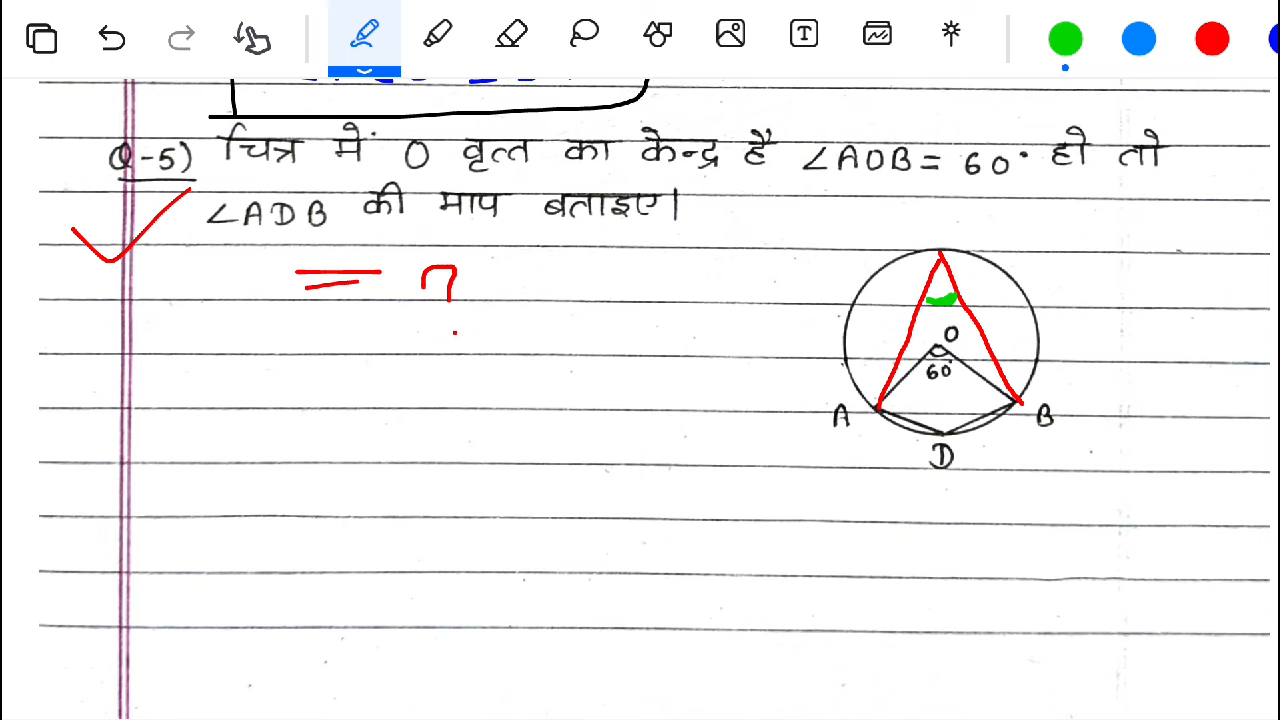 Q-5) चित्र में O वृत्त का केन्द्र है ∠AOB = 60° हो तो
∠ADB की माप बताइए।
= ?
O
60°
A
B
D